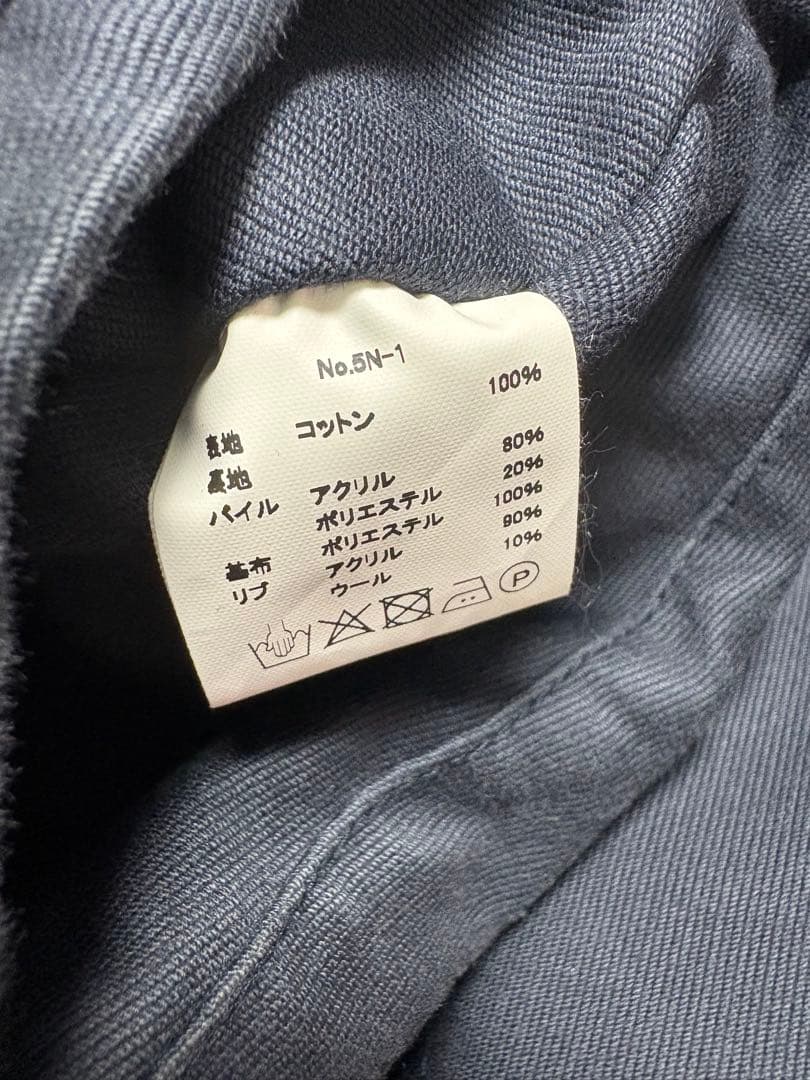 No.5N-1
表地 コットン 100%
裏地
パイル アクリル 80%
ポリエステル 20%
基布 ポリエステル 100%
リブ アクリル 90%
ウール 10%
P